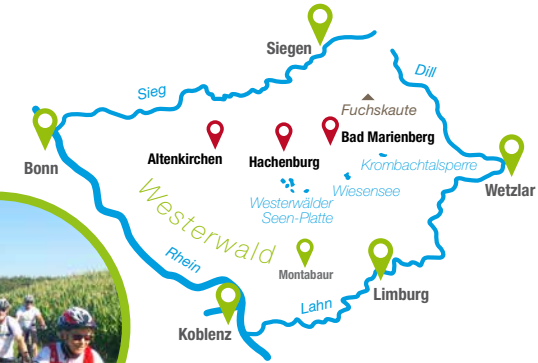 Siegen
Sieg
Dill
Fuchskaute
Bad Marienberg
Altenkirchen
Hachenburg
Krombachtalsperre
Bonn
Wiesensee
Wetzlar
Westerwälder
Seen-Platte
Westerwald
Rhein
Montabaur
Limburg
Lahn
Koblenz